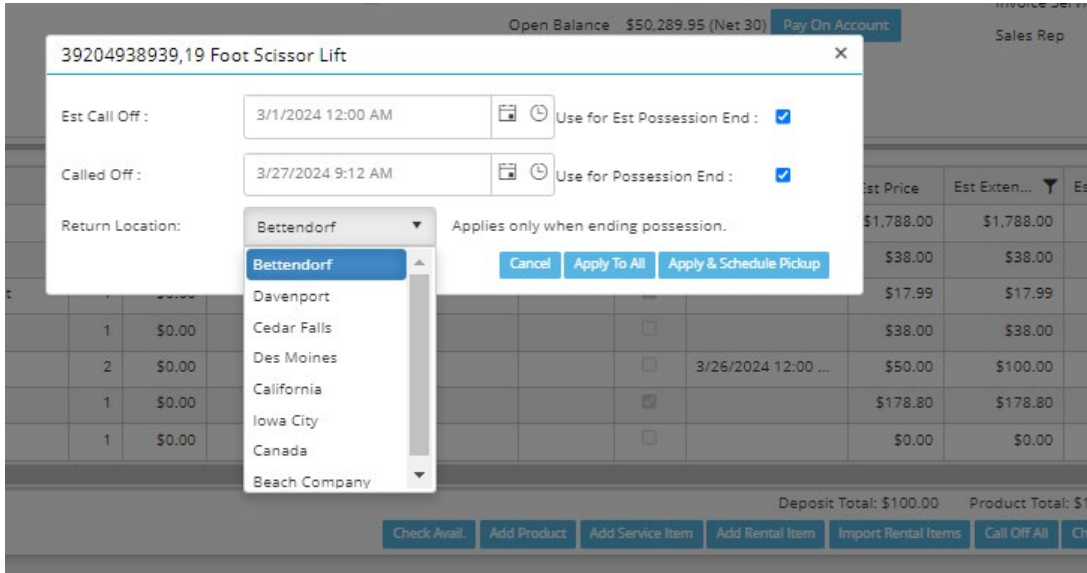 Open Balance $50,289.95 (Net 30) Pay On Account
Sales Rep
39204938939,19 Foot Scissor Lift ×
Est Call Off : 3/1/2024 12:00 AM Use for Est Possession End :
Called Off : 3/27/2024 9:12 AM Use for Possession End :
Return Location: Bettendorf Applies only when ending possession.
Cancel Apply To All Apply & Schedule Pickup
Bettendorf
Davenport
Cedar Falls
Des Moines
California
Iowa City
Canada
Beach Company
Est Price Est Exten... Es
$1,788.00 $1,788.00
$38.00 $38.00
$17.99 $17.99
1 $0.00 $38.00 $38.00
2 $0.00 3/26/2024 12:00 ... $50.00 $100.00
1 $0.00 $178.80 $178.80
1 $0.00 $0.00 $0.00
Deposit Total: $100.00 Product Total: $1
Check Avail. Add Product Add Service Item Add Rental Item Import Rental Items Call Off All Ch